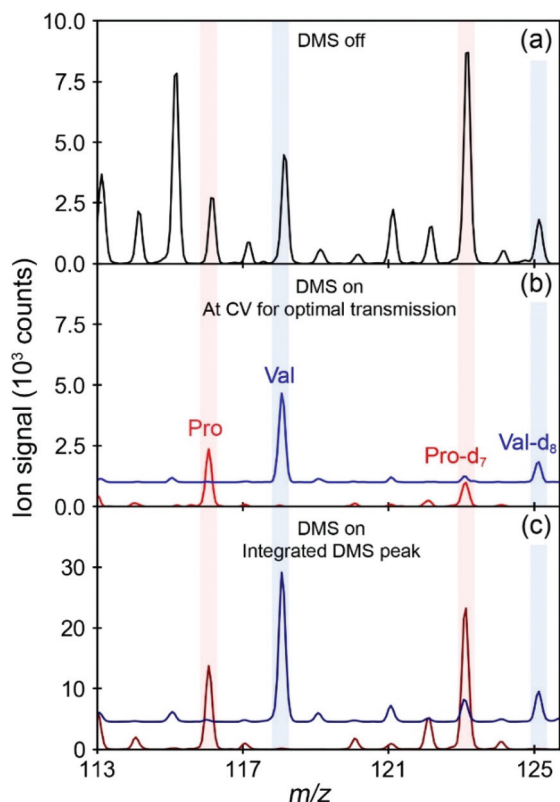 Ion signal (10³ counts)
10.0
7.5
5.0
2.5
0.0
DMS off
(a)
7.5
5.0
2.5
0.0
DMS on
At CV for optimal transmission
(b)
Pro
Val
Pro-d₇
Val-d₈
30
20
10
0
DMS on
Integrated DMS peak
(c)
113
117
121
125
m/z